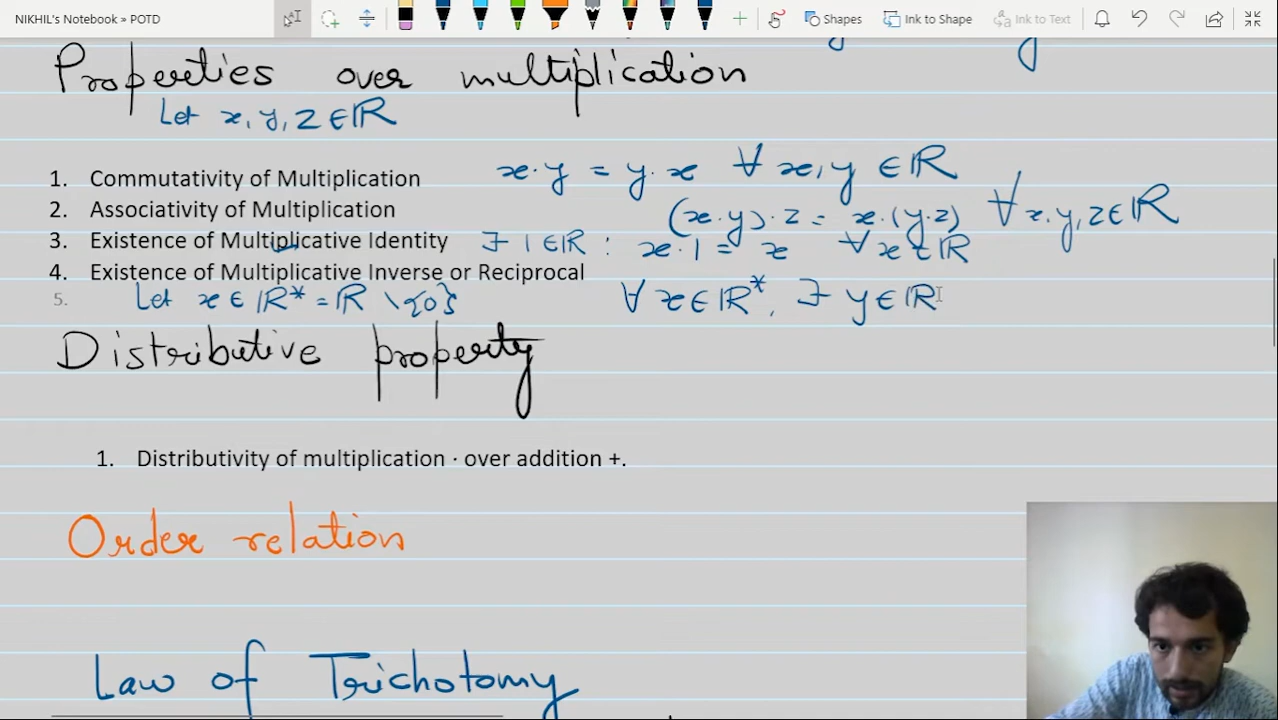 NIKHIL's Notebook » POTD
Shapes
Ink to Shape
Ink to Text
Properties over multiplication
Let x, y, z ∈ ℝ
1. Commutativity of Multiplication x·y = y·x ∀ x, y ∈ ℝ
2. Associativity of Multiplication (x·y)·z = x·(y·z) ∀ x, y, z ∈ ℝ
3. Existence of Multiplicative Identity ∃ 1 ∈ ℝ : x·1 = x ∀ x ∈ ℝ
4. Existence of Multiplicative Inverse or Reciprocal
5. Let x ∈ ℝ* = ℝ \{0} ∀ x ∈ ℝ*, ∃ y ∈ ℝ
Distributive property
1. Distributivity of multiplication · over addition +.
Order relation
Law of Trichotomy